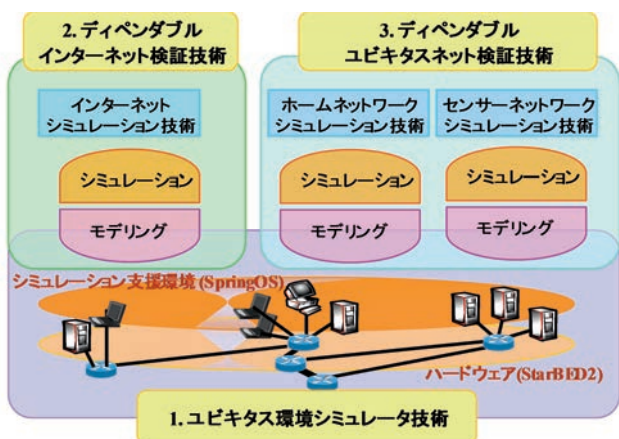 2. ディペンダブル
インターネット検証技術
3. ディペンダブル
ユビキタスネット検証技術
インターネット
シミュレーション技術
ホームネットワーク
シミュレーション技術
センサーネットワーク
シミュレーション技術
シミュレーション
シミュレーション
シミュレーション
モデリング
モデリング
モデリング
シミュレーション支援環境(SpringOS)
ハードウェア(StarBED2)
1. ユビキタス環境シミュレータ技術